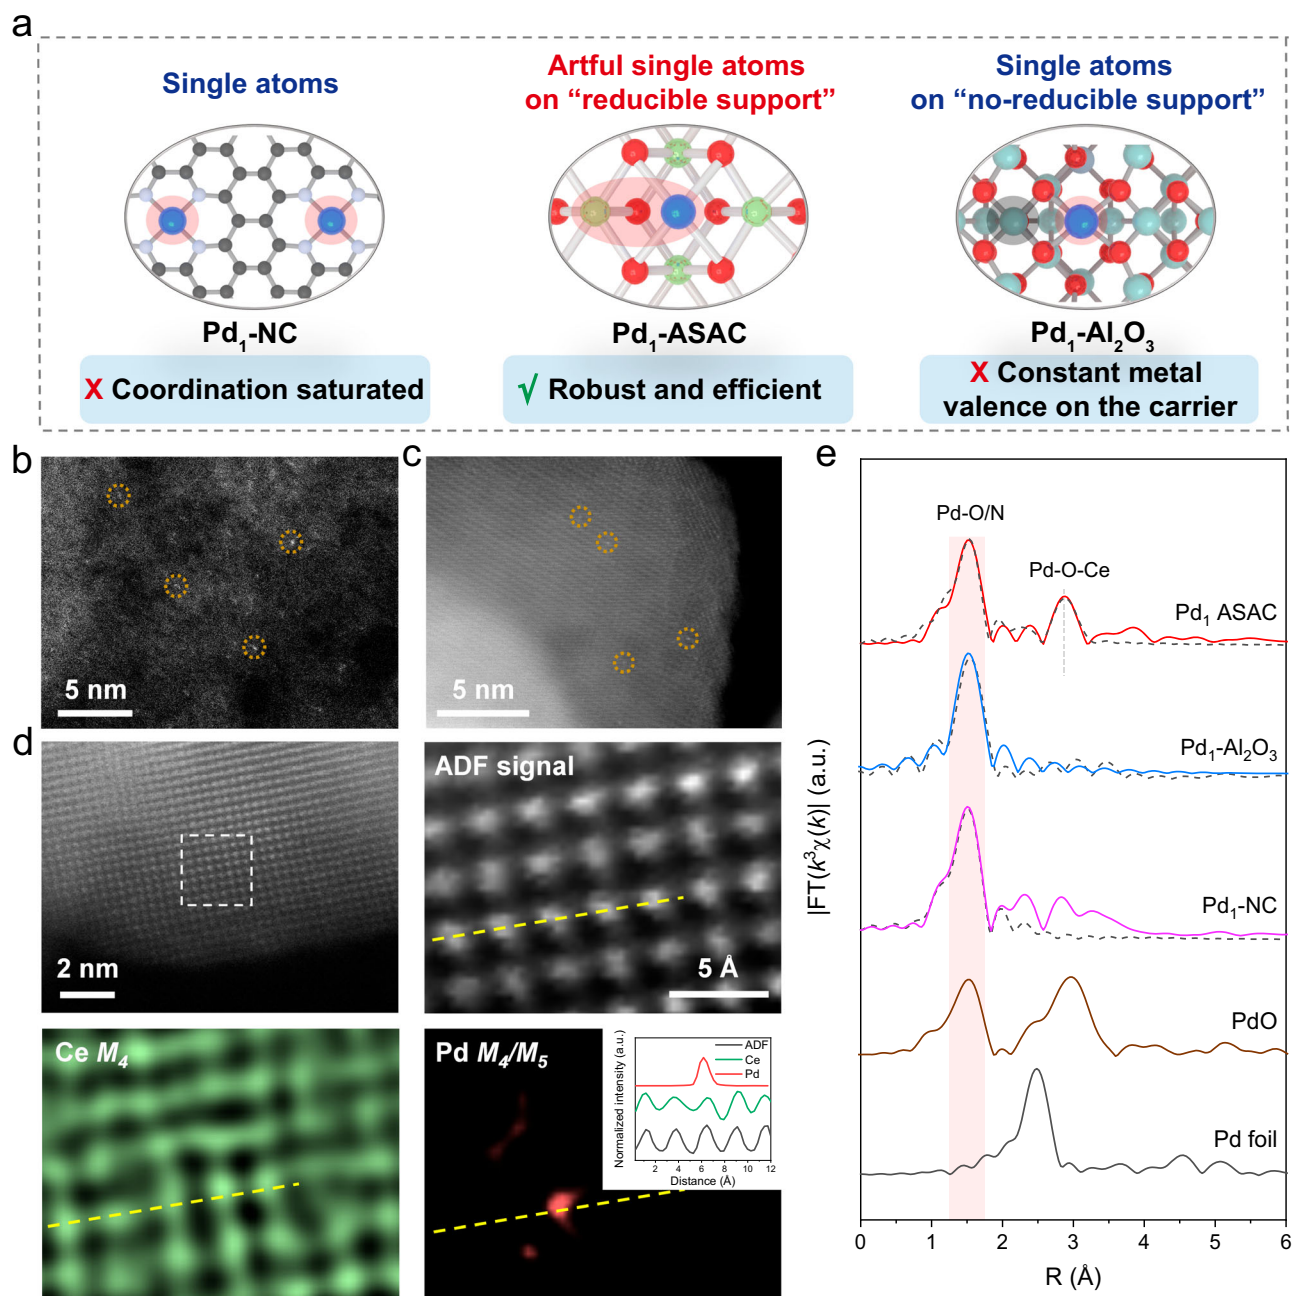 a
Single atoms
Artful single atoms
on “reducible support”
Single atoms
on “no-reducible support”
Pd₁-NC
Pd₁-ASAC
Pd₁-Al₂O₃
X Coordination saturated
√ Robust and efficient
X Constant metal
valence on the carrier
b
5 nm
c
5 nm
d
2 nm
ADF signal
5 Å
Ce M₄
Pd M₄/M₅
Normalized intensity (a.u.)
ADF
Ce
Pd
2 4 6 8 10 12
Distance (Å)
e
Pd-O/N
Pd-O-Ce
Pd₁ ASAC
Pd₁-Al₂O₃
Pd₁-NC
PdO
Pd foil
|FT(k³χ(k)| (a.u.)
0 1 2 3 4 5 6
R (Å)